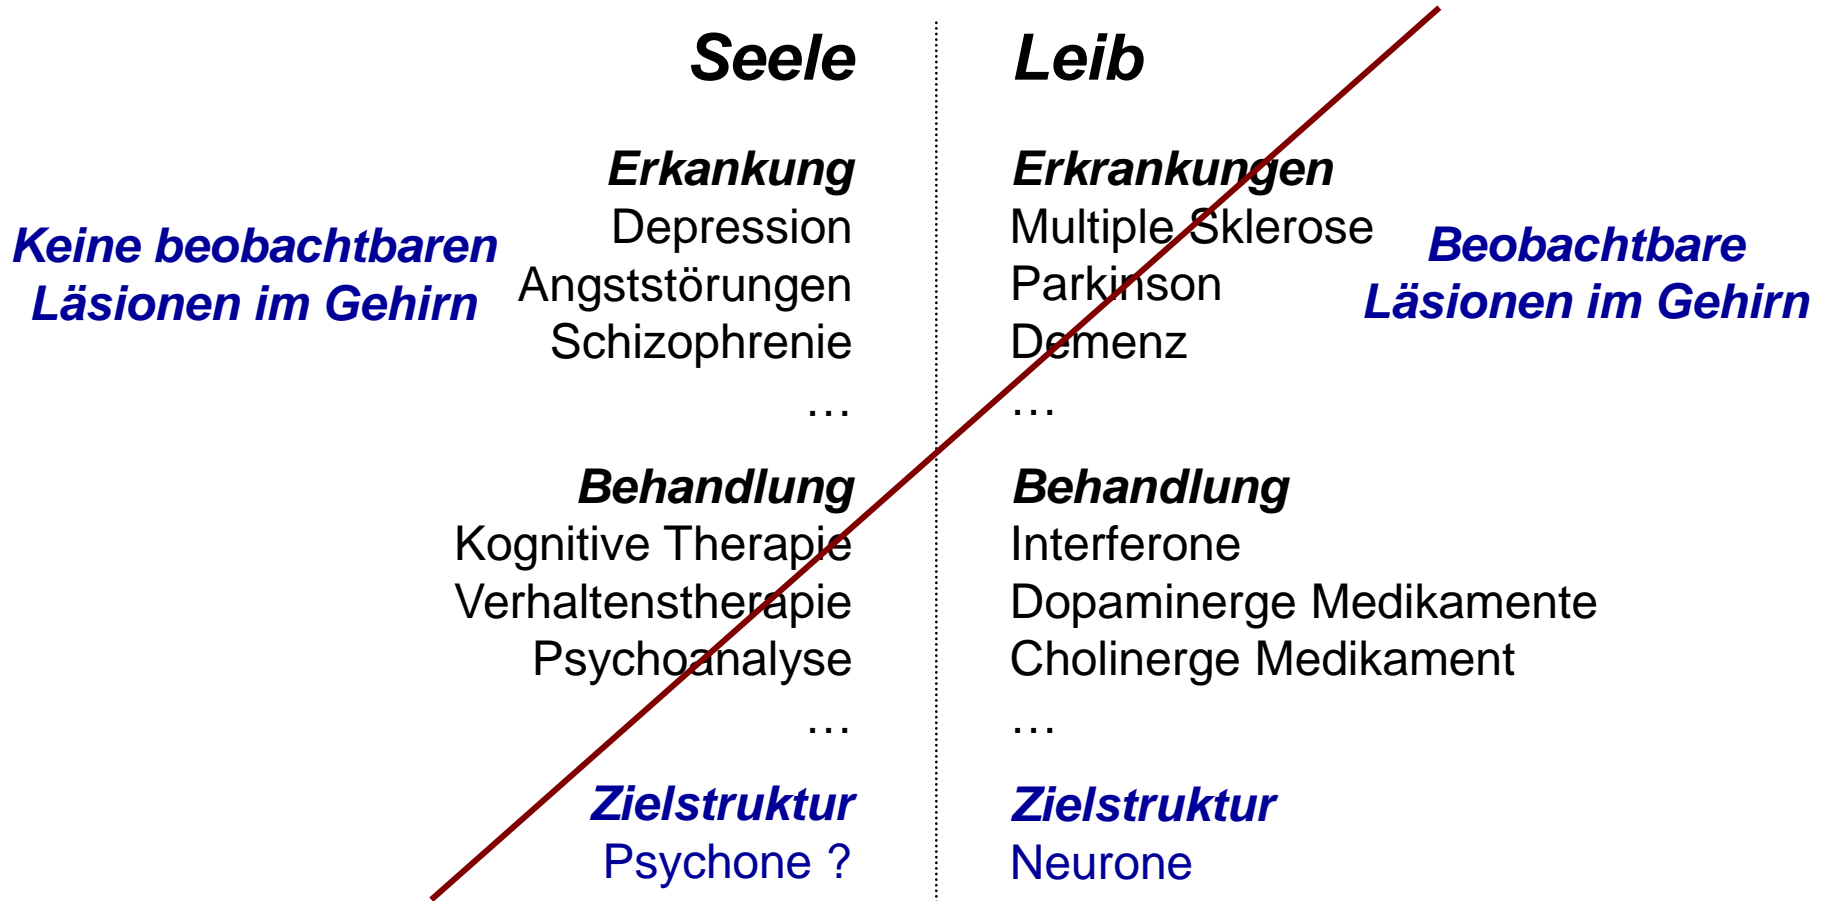 Seele
Erkankung
Depression
Angststörungen
Schizophrenie
…
Keine beobachtbaren
Läsionen im Gehirn
Behandlung
Kognitive Therapie
Verhaltenstherapie
Psychoanalyse
…
Zielstruktur
Psychone ?
Leib
Erkrankungen
Multiple Sklerose
Parkinson
Demenz
…
Beobachtbare
Läsionen im Gehirn
Behandlung
Interferone
Dopaminerge Medikamente
Cholinerge Medikament
…
Zielstruktur
Neurone